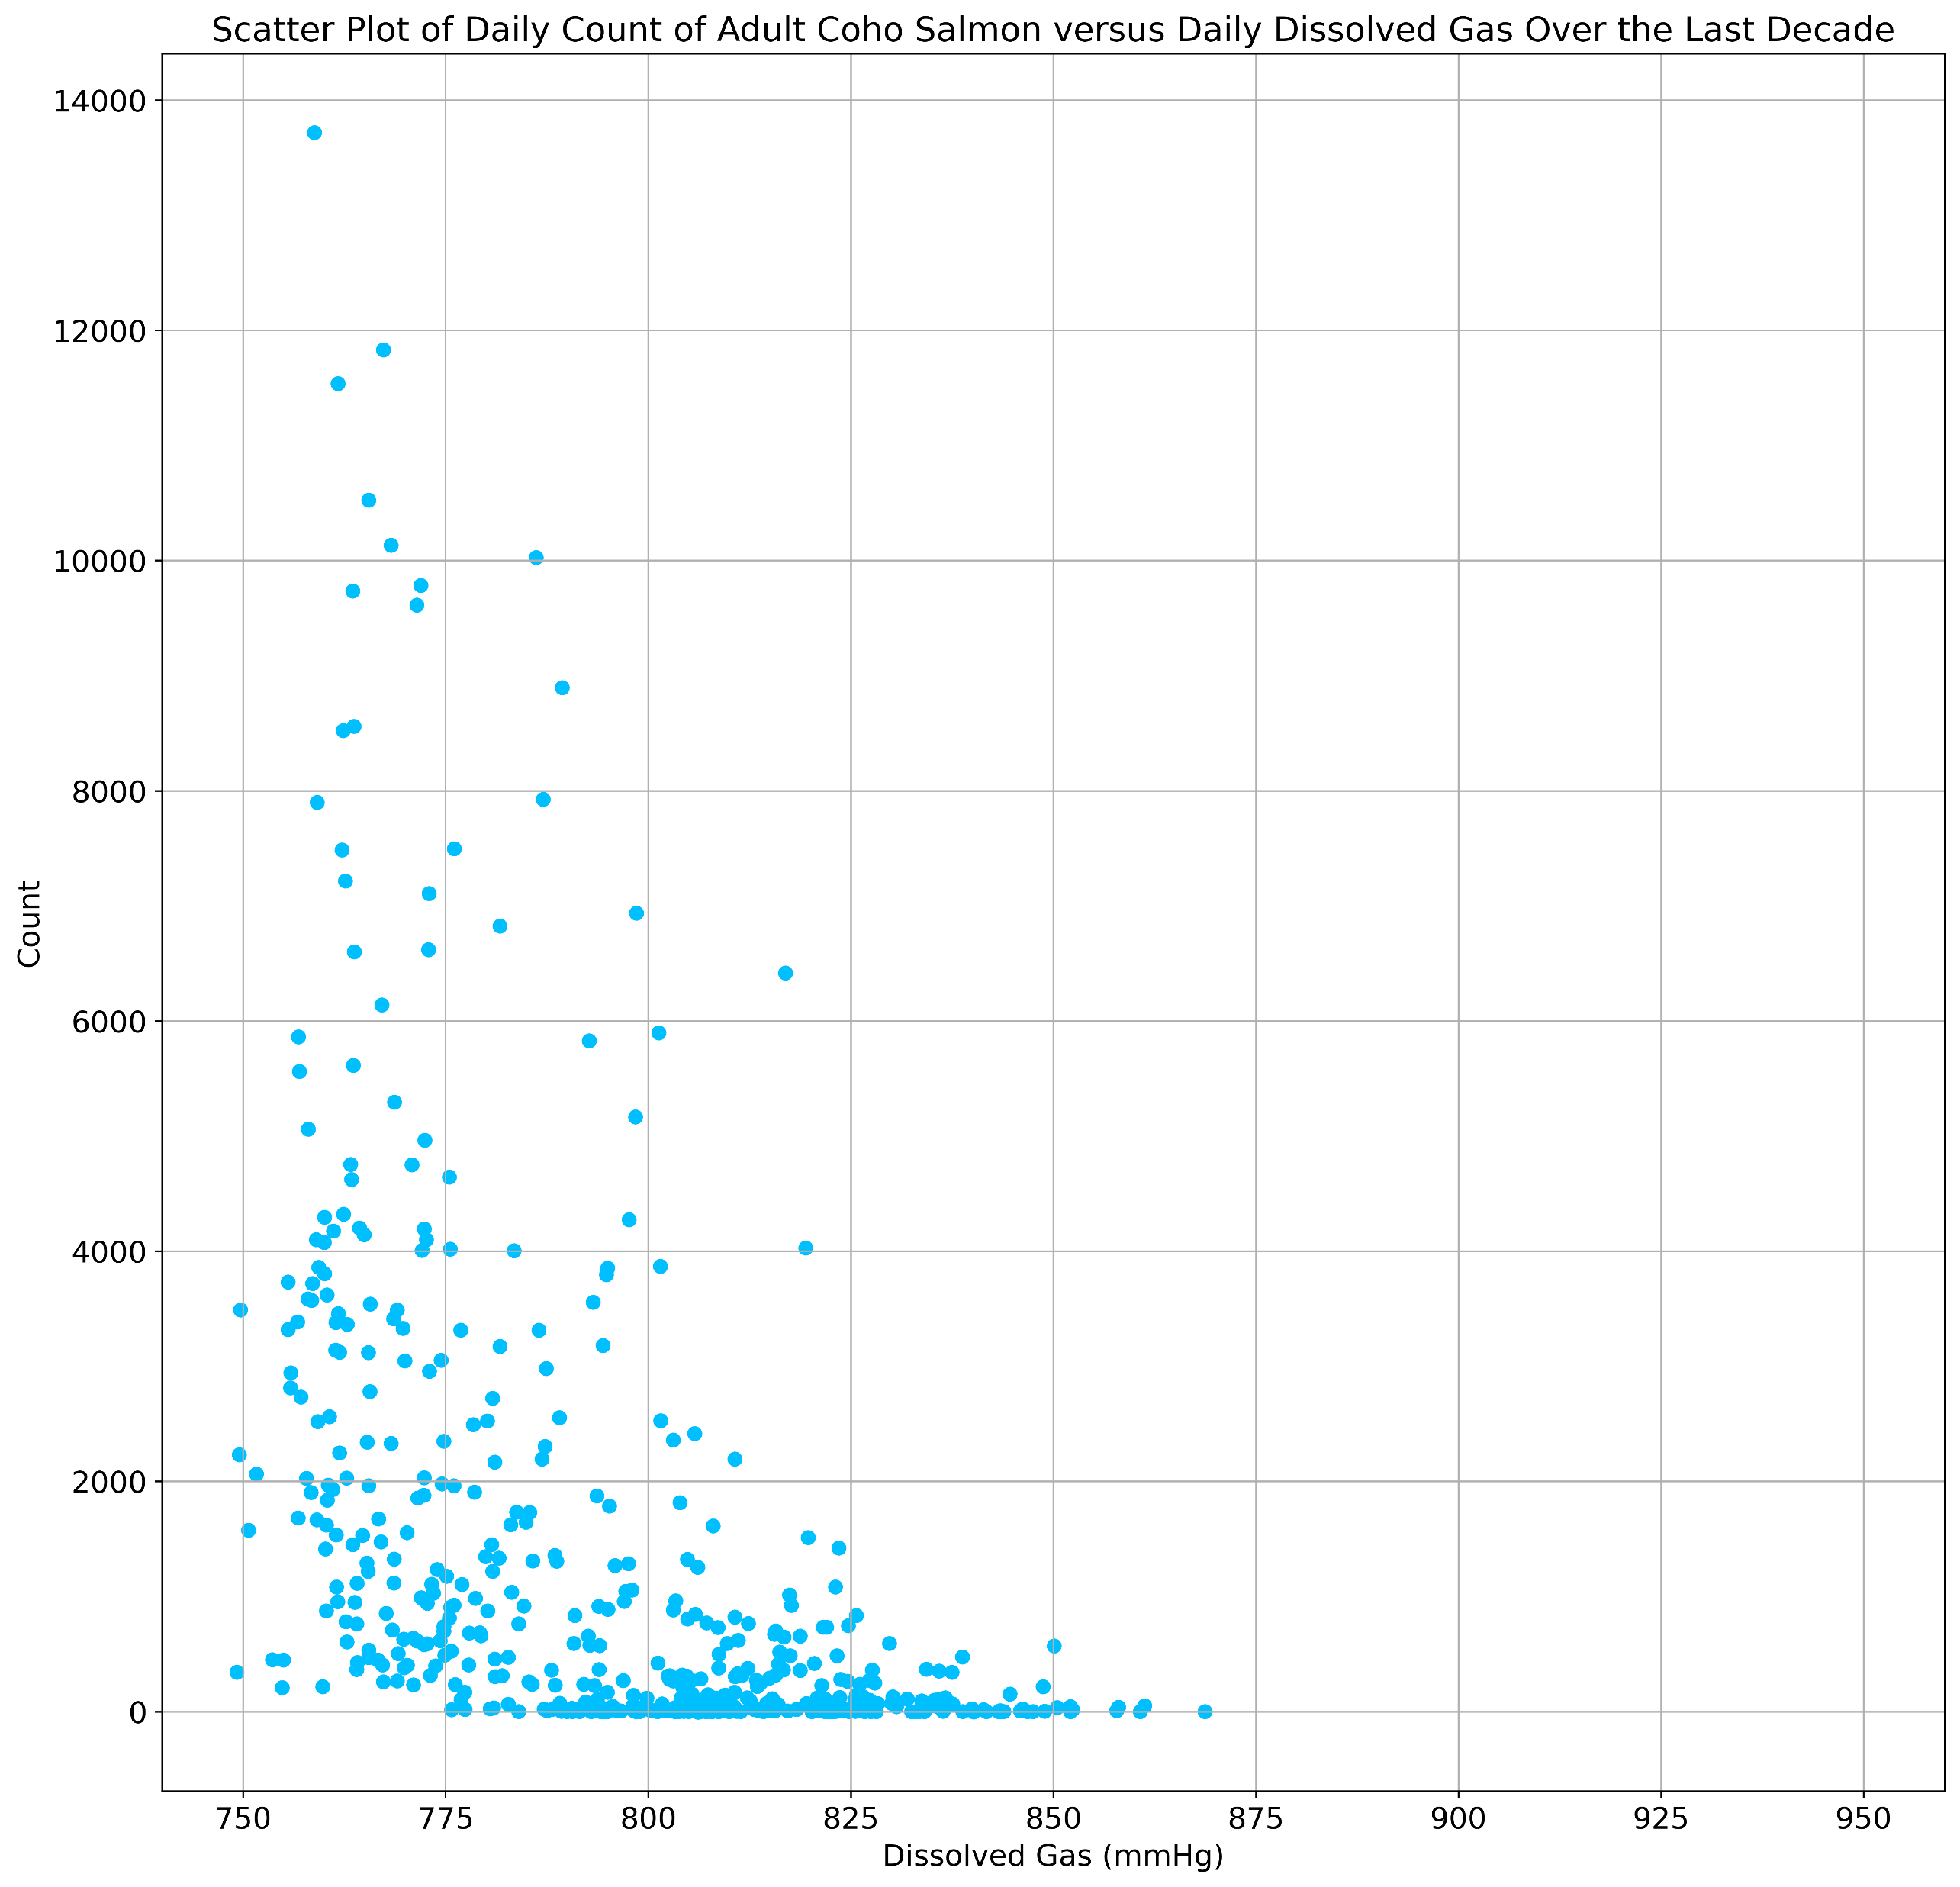 Scatter Plot of Daily Count of Adult Coho Salmon versus Daily Dissolved Gas Over the Last Decade
14000
12000
10000
8000
6000
4000
2000
0
Count
750 775 800 825 850 875 900 925 950
Dissolved Gas (mmHg)